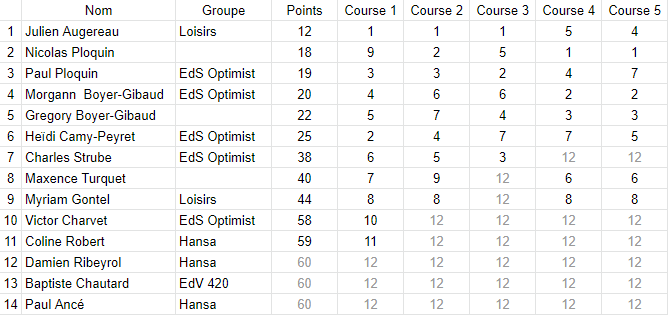 Nom Groupe Points Course 1 Course 2 Course 3 Course 4 Course 5
1 Julien Augereau Loisirs 12 1 1 1 5 4
2 Nicolas Ploquin 18 9 2 5 1 1
3 Paul Ploquin EdS Optimist 19 3 3 2 4 7
4 Morgann Boyer-Gibaud EdS Optimist 20 4 6 6 2 2
5 Gregory Boyer-Gibaud 22 5 7 4 3 3
6 Heïdi Camy-Peyret EdS Optimist 25 2 4 7 7 5
7 Charles Strube EdS Optimist 38 6 5 3 12 12
8 Maxence Turquet 40 7 9 12 6 6
9 Myriam Gontel Loisirs 44 8 8 12 8 8
10 Victor Charvet EdS Optimist 58 10 12 12 12 12
11 Coline Robert Hansa 59 11 12 12 12 12
12 Damien Ribeyrol Hansa 60 12 12 12 12 12
13 Baptiste Chautard EdV 420 60 12 12 12 12 12
14 Paul Ancé Hansa 60 12 12 12 12 12